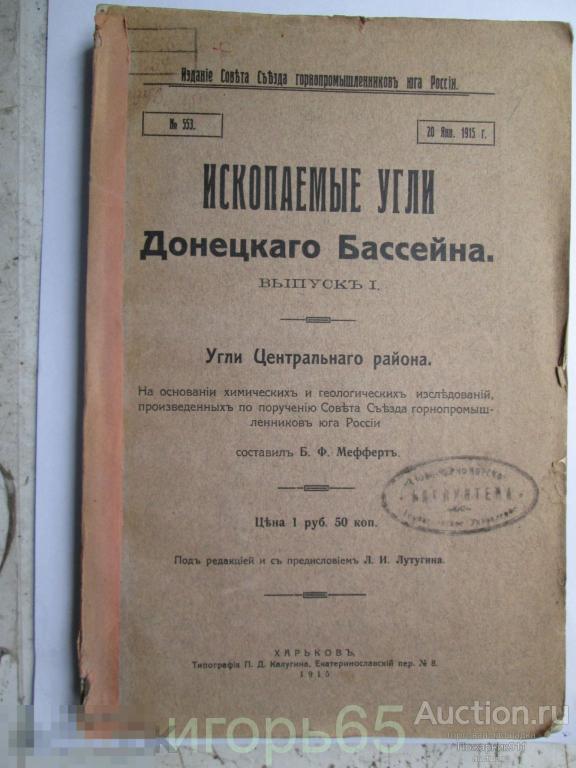 Изданіе Совѣта Съѣзда горнопромышленниковъ юга Россіи.
№ 553.
20 Янв. 1915 г.
ИСКОПАЕМЫЕ УГЛИ
Донецкаго Бассейна.
ВЫПУСКЪ I.
Угли Центральнаго района.
На основаніи химическихъ и геологическихъ изслѣдованій,
произведенныхъ по порученію Совѣта Съѣзда горнопромыш-
ленниковъ юга Россіи
составилъ Б. Ф. Меффертъ.
Цѣна 1 руб. 50 коп.
Подъ редакціей и съ предисловіемъ Л. И. Лутугина.
ХАРЬКОВЪ.
Типографія П. Д. Калугина, Екатеринославскій пер. № 8.
1915
игорь65
Auction.ru
Пожарник911